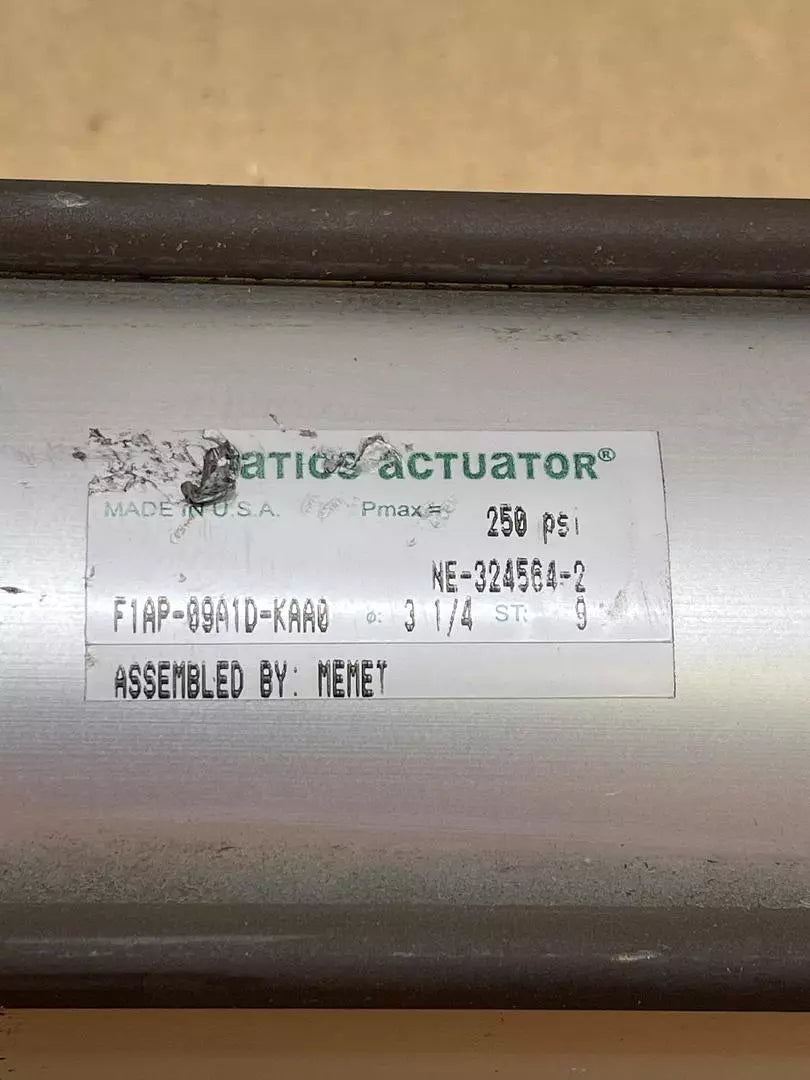 ACTUATOR®
MADE IN U.S.A. Pmax = 250 psi
NE-324564-2
F1AP-09A1D-KAA0 ø: 3 1/4 ST: 9
ASSEMBLED BY: MEMET